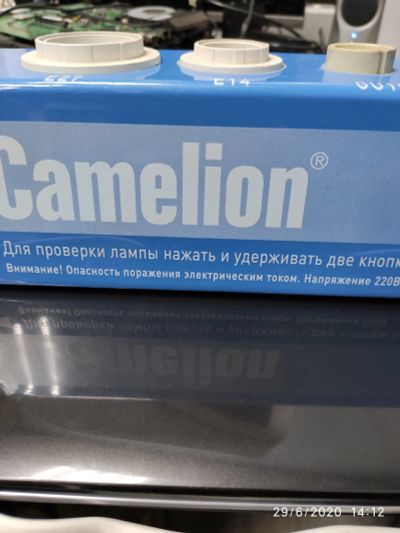 E27 E14
Camelion®
Для проверки лампы нажать и удерживать две
Внимание! Опасность поражения электрическим током. Напряжение 220В
29/6/2020 14:12